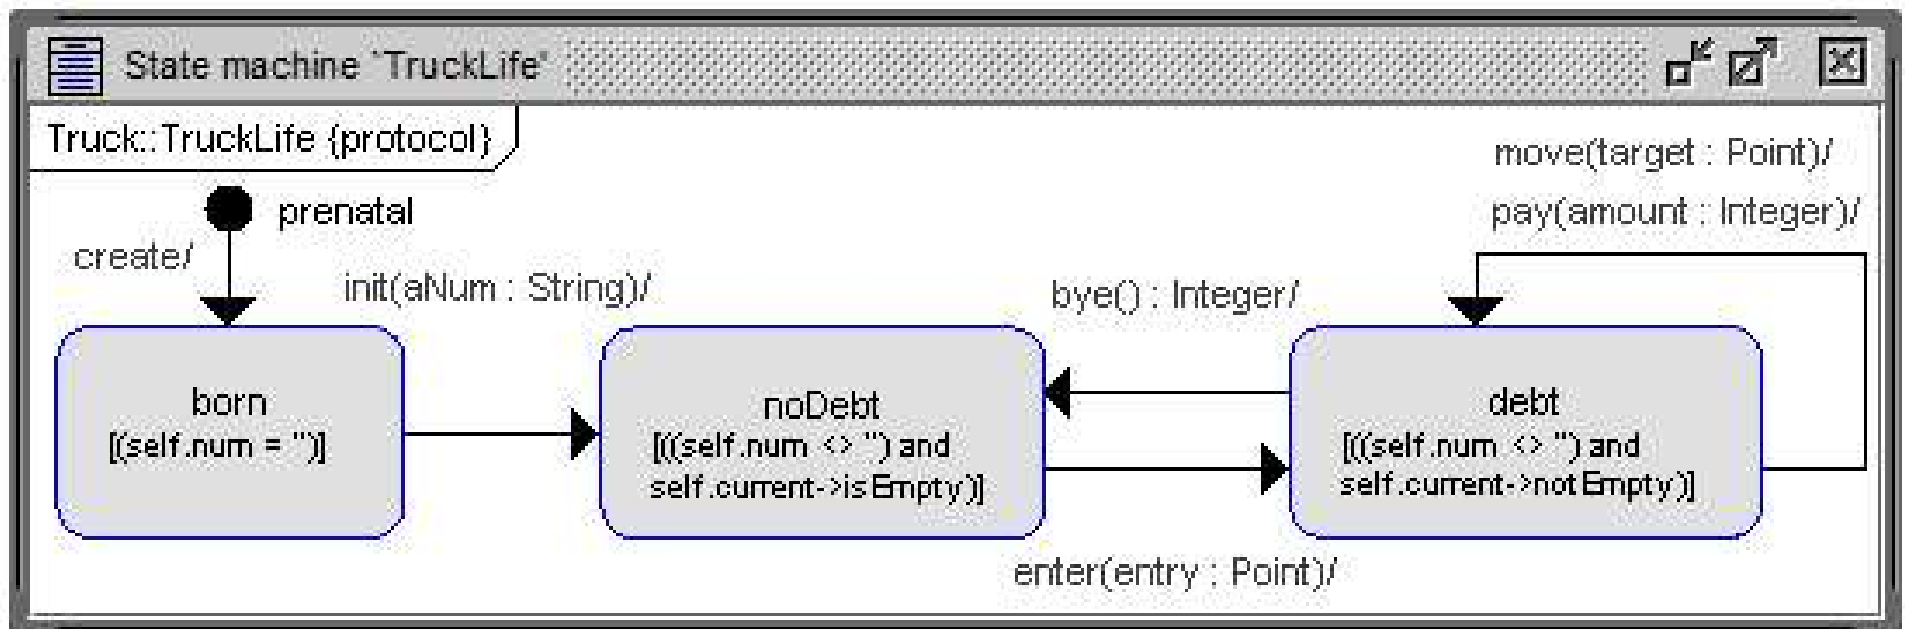 State machine "TruckLife"
Truck::TruckLife {protocol}
move(target : Point)/
pay(amount : Integer)/
prenatal
create/
init(aNum : String)/
bye() : Integer/
born
[(self.num = '')]
noDebt
[((self.num <> '') and
self.current->isEmpty)]
debt
[((self.num <> '') and
self.current->notEmpty)]
enter(entry : Point)/